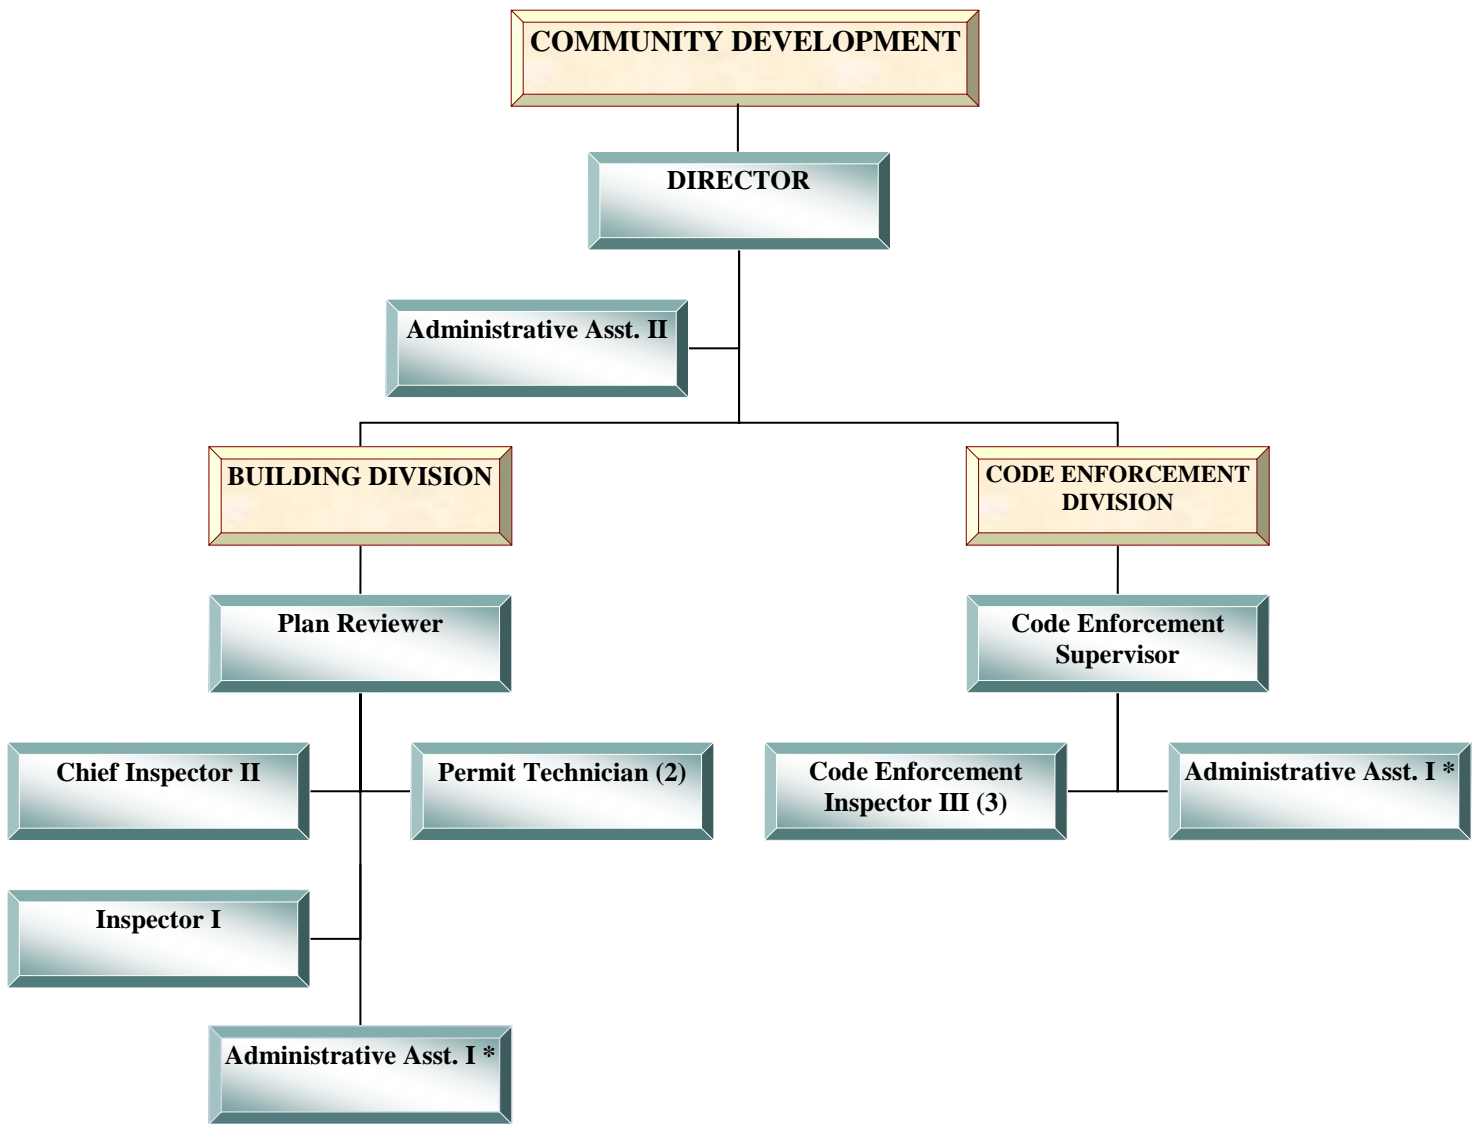 COMMUNITY DEVELOPMENT
DIRECTOR
Administrative Asst. II
BUILDING DIVISION
CODE ENFORCEMENT
DIVISION
Plan Reviewer
Code Enforcement
Supervisor
Chief Inspector II
Permit Technician (2)
Code Enforcement
Inspector III (3)
Administrative Asst. I *
Inspector I
Administrative Asst. I *